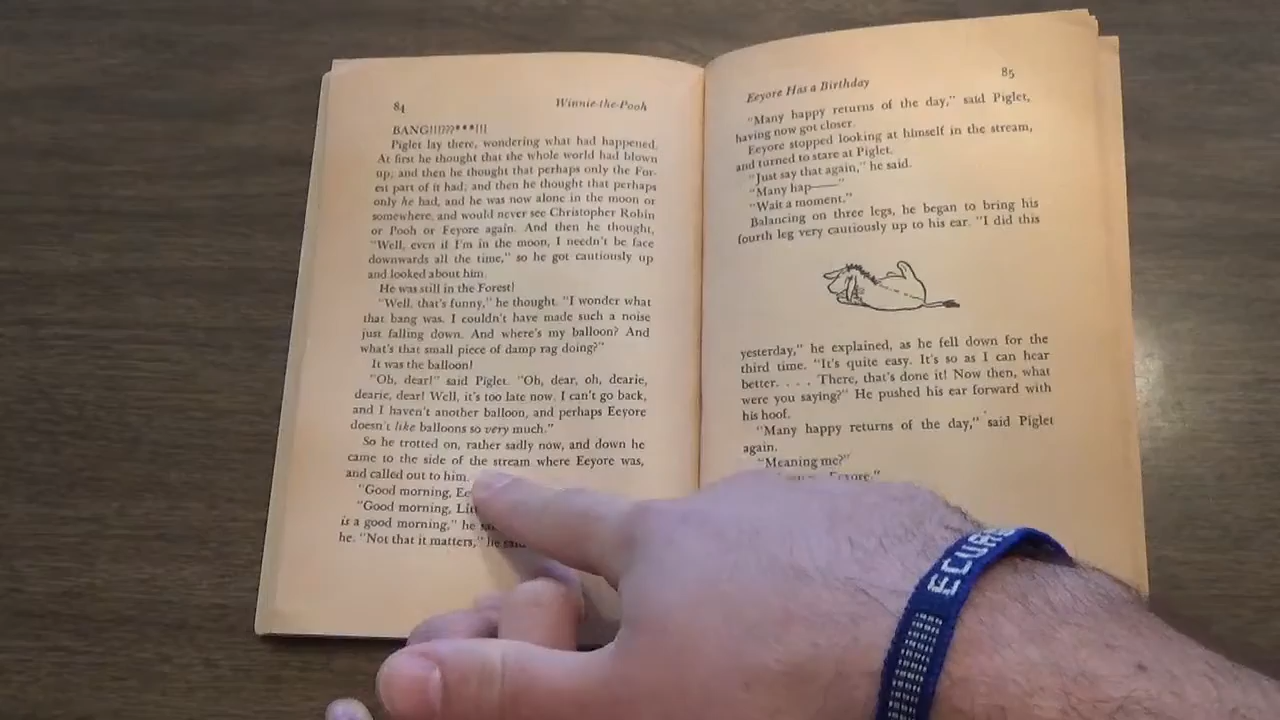 84
Winnie-the-Pooh
BANG!!!???***!!!
Piglet lay there, wondering what had happened.
At first he thought that the whole world had blown
up; and then he thought that perhaps only the For-
est part of it had; and then he thought that perhaps
only he had, and he was now alone in the moon or
somewhere, and would never see Christopher Robin
or Pooh or Eeyore again. And then he thought,
"Well, even if I'm in the moon, I needn't be face
downwards all the time," so he got cautiously up
and looked about him.
He was still in the Forest!
"Well, that's funny," he thought. "I wonder what
that bang was. I couldn't have made such a noise
just falling down. And where's my balloon? And
what's that small piece of damp rag doing?"
It was the balloon!
"Oh, dear!" said Piglet. "Oh, dear, oh, dearie,
dearie, dear! Well, it's too late now. I can't go back,
and I haven't another balloon, and perhaps Eeyore
doesn't like balloons so very much."
So he trotted on, rather sadly now, and down he
came to the side of the stream where Eeyore was,
and called out to him.
"Good morning,
"Good morning,
is a good morning," he
he. "Not that it matters," he said
Eeyore Has a Birthday
85
"Many happy returns of the day," said Piglet,
having now got closer.
Eeyore stopped looking at himself in the stream,
and turned to stare at Piglet.
"Just say that again," he said.
"Many hap——"
"Wait a moment."
Balancing on three legs, he began to bring his
fourth leg very cautiously up to his ear. "I did this
yesterday," he explained, as he fell down for the
third time. "It's quite easy. It's so as I can hear
better. . . . There, that's done it! Now then, what
were you saying?" He pushed his ear forward with
his hoof.
"Many happy returns of the day," said Piglet
again.
"Meaning me?"
Eeyore."
ECUAD